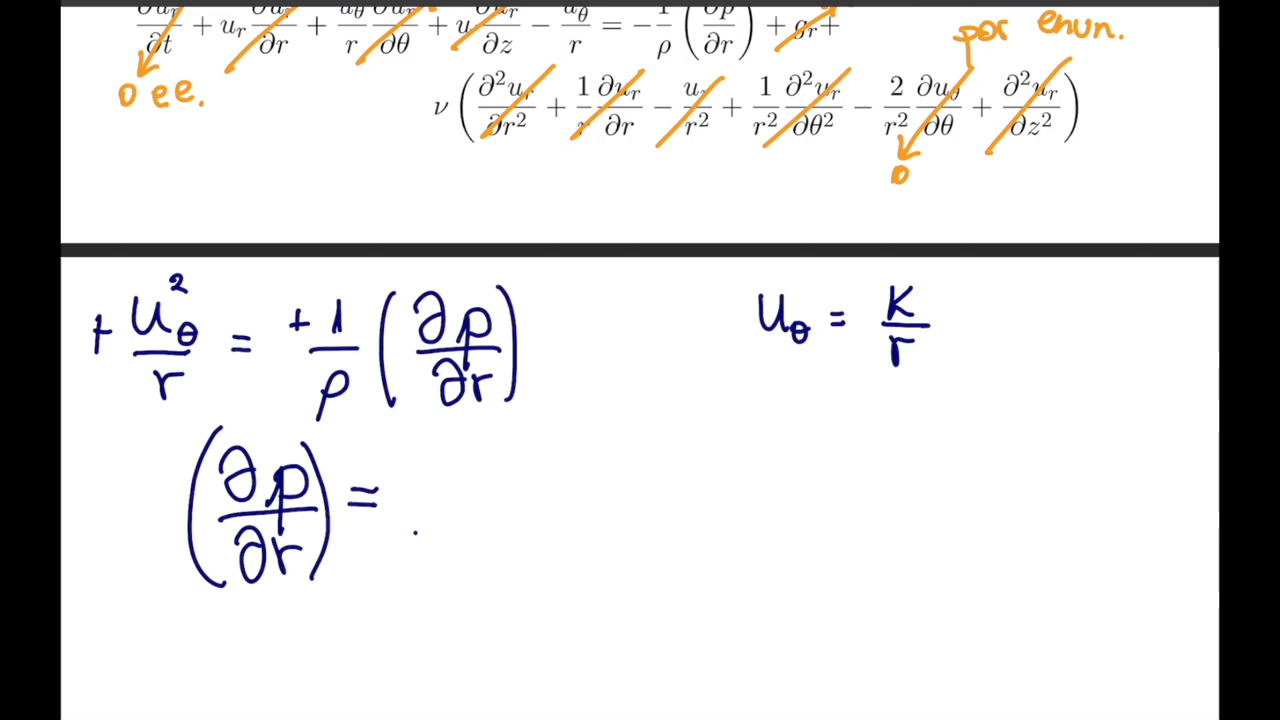 ∂u_r/∂t + u_r ∂u_r/∂r + u_θ/r ∂u_r/∂θ + u ∂u_r/∂z − u_θ/r = −1/ρ (∂p/∂r) + g_r +
por enun.
0 ee.
ν (∂²u_r/∂r² + 1/r ∂u_r/∂r − u_r/r² + 1/r² ∂²u_r/∂θ² − 2/r² ∂u_θ/∂θ + ∂²u_r/∂z²)
0
+ u_θ²/r = +1/ρ (∂p/∂r)
u_θ = K/r
(∂p/∂r) =